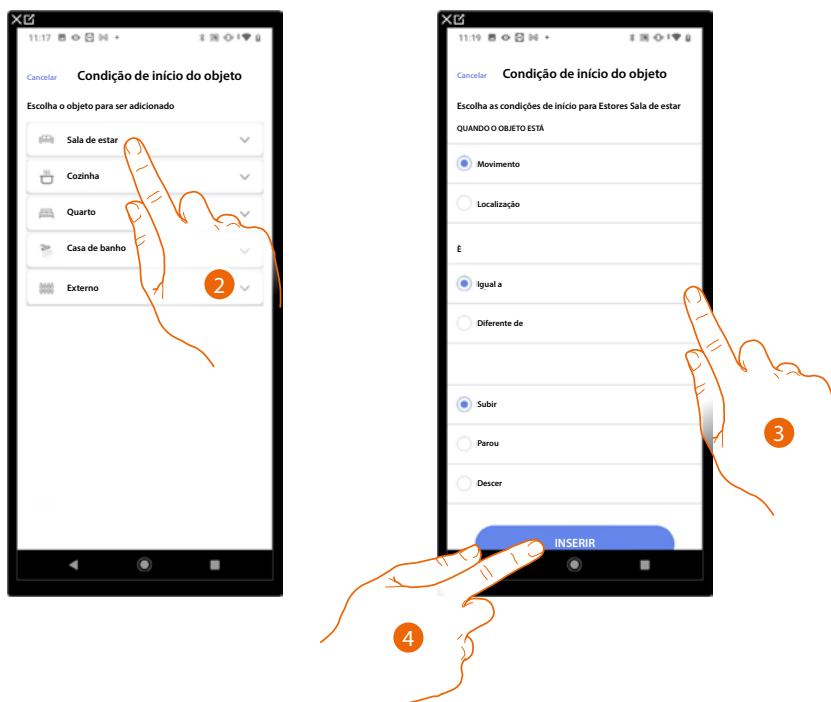 11:17
Cancelar Condição de início do objeto
Escolha o objeto para ser adicionado
Sala de estar
Cozinha
Quarto
Casa de banho
Externo
2
11:19
Cancelar Condição de início do objeto
Escolha as condições de início para Estores Sala de estar
QUANDO O OBJETO ESTÁ
Movimento
Localização
È
Igual a
Diferente de
Subir
Parou
Descer
INSERIR
3
4